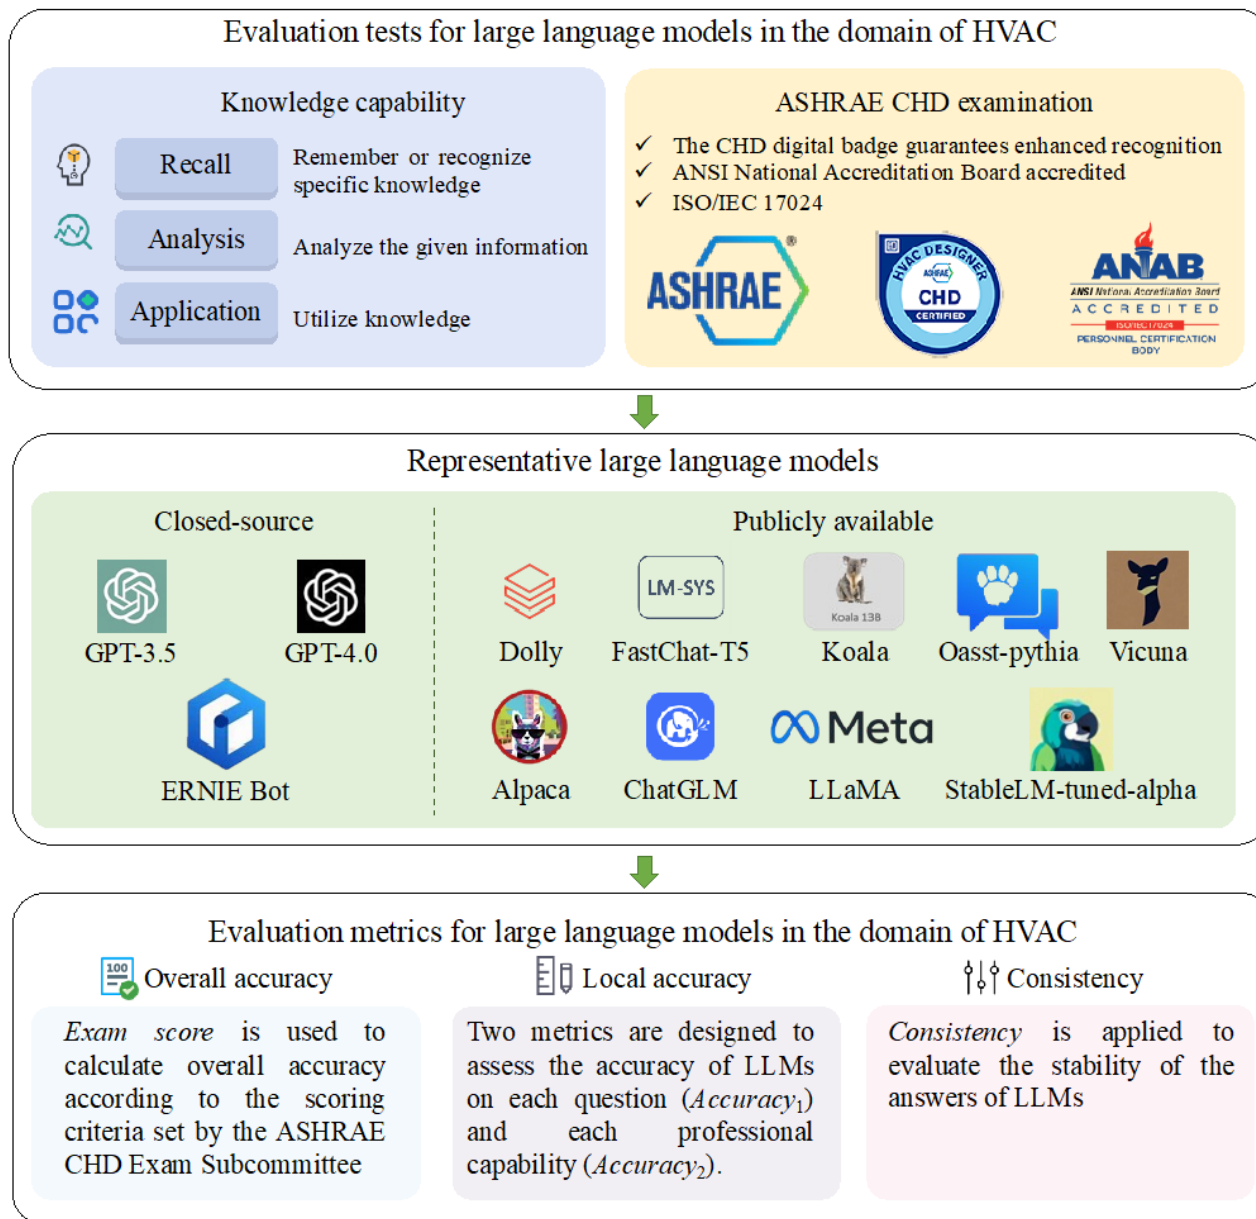 Evaluation tests for large language models in the domain of HVAC
Knowledge capability
Recall
Remember or recognize
specific knowledge
Analysis
Analyze the given information
Application
Utilize knowledge
ASHRAE CHD examination
✓ The CHD digital badge guarantees enhanced recognition
✓ ANSI National Accreditation Board accredited
✓ ISO/IEC 17024
ASHRAE®
HVAC DESIGNER
ASHRAE
CHD
CERTIFIED
ANAB
ANSI National Accreditation Board
ACCREDITED
ISO/IEC 17024
PERSONNEL CERTIFICATION
BODY
Representative large language models
Closed-source
GPT-3.5
GPT-4.0
ERNIE Bot
Publicly available
LM-SYS
Koala 13B
Dolly
FastChat-T5
Koala
Oasst-pythia
Vicuna
Meta
Alpaca
ChatGLM
LLaMA
StableLM-tuned-alpha
Evaluation metrics for large language models in the domain of HVAC
100
Overall accuracy
Exam score is used to
calculate overall accuracy
according to the scoring
criteria set by the ASHRAE
CHD Exam Subcommittee
Local accuracy
Two metrics are designed to
assess the accuracy of LLMs
on each question (Accuracy₁)
and each professional
capability (Accuracy₂).
Consistency
Consistency is applied to
evaluate the stability of the
answers of LLMs